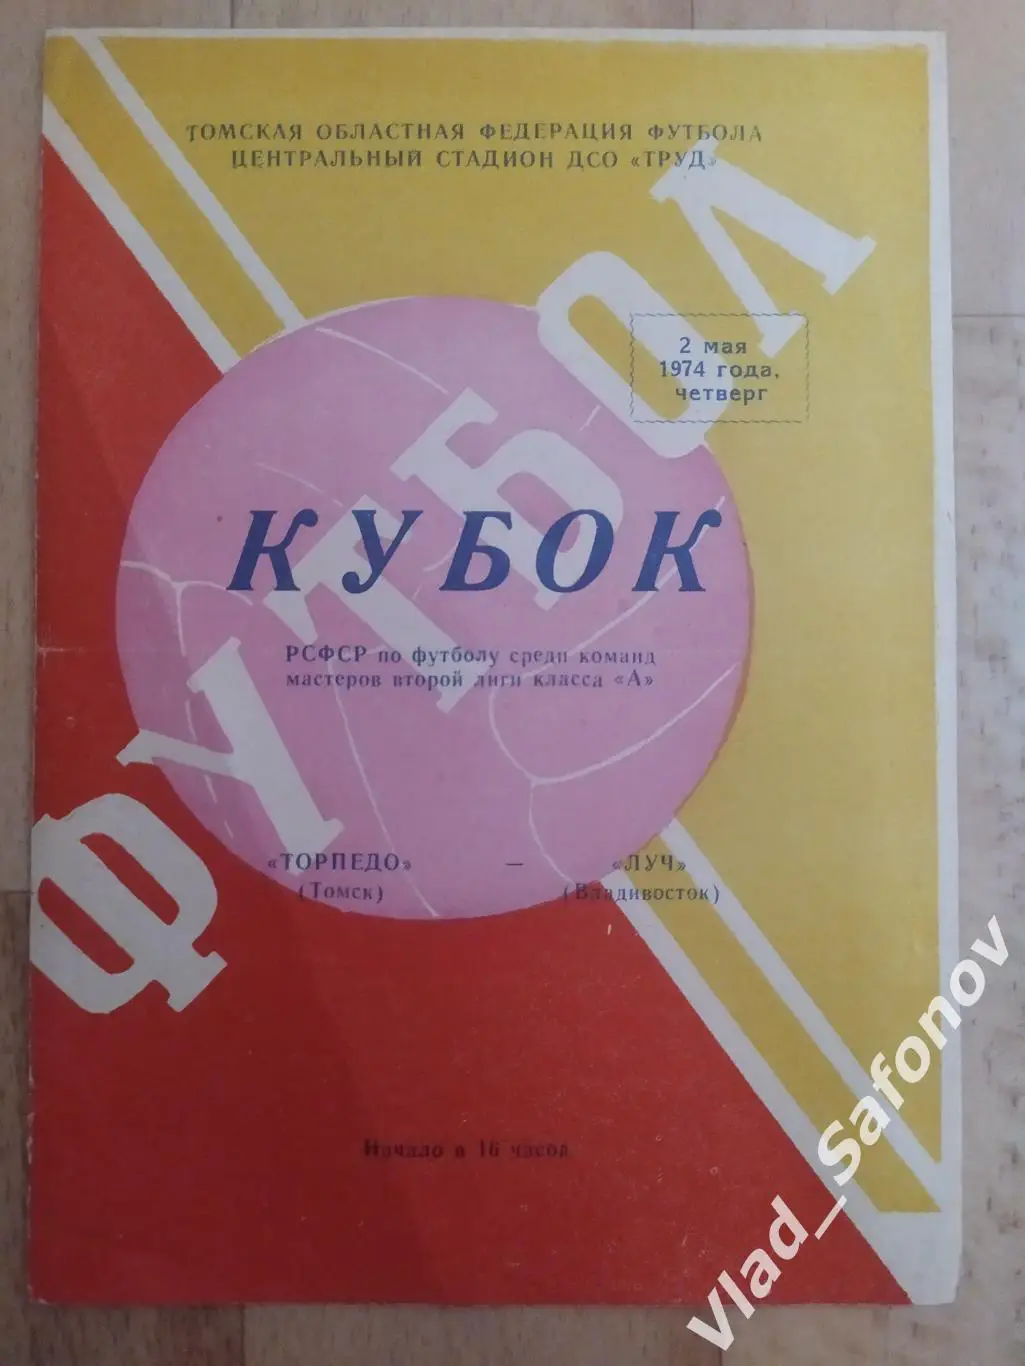 ТОМСКАЯ ОБЛАСТНАЯ ФЕДЕРАЦИЯ ФУТБОЛА
ЦЕНТРАЛЬНЫЙ СТАДИОН ДСО «ТРУД»
ФУТБОЛ
2 мая
1974 года,
четверг
КУБОК
РСФСР по футболу среди команд
мастеров второй лиги класса «А»
«ТОРПЕДО» — «ЛУЧ»
(Томск) (Владивосток)
Начало в 16 часов
Vlad_Safonov